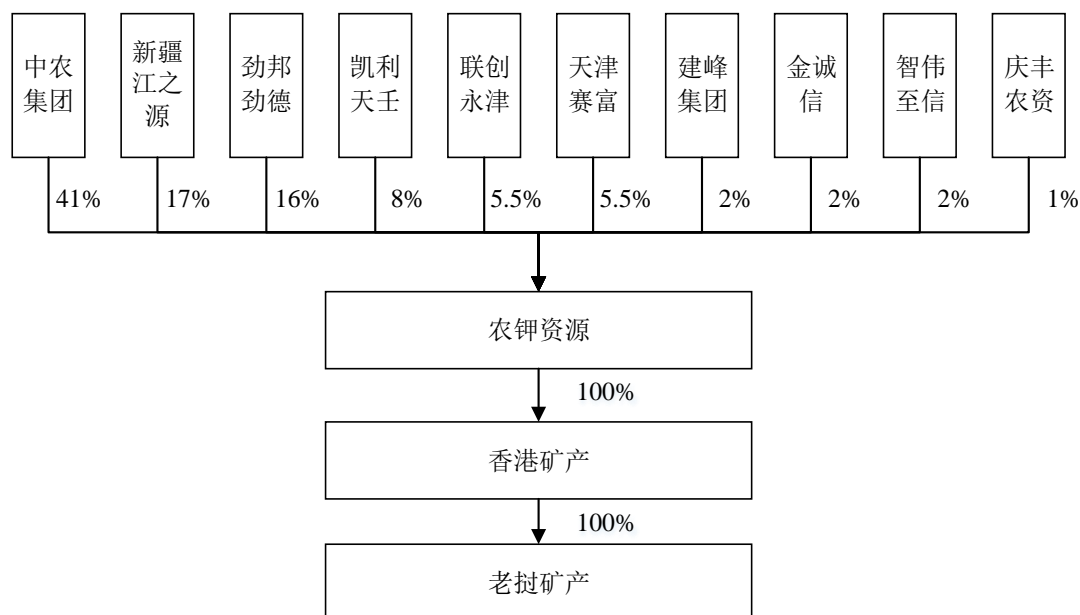 中农
集团
新疆
江之
源
劲邦
劲德
凯利
天壬
联创
永津
天津
赛富
建峰
集团
金诚
信
智伟
至信
庆丰
农资
41%
17%
16%
8%
5.5%
5.5%
2%
2%
2%
1%
农钾资源
100%
香港矿产
100%
老挝矿产